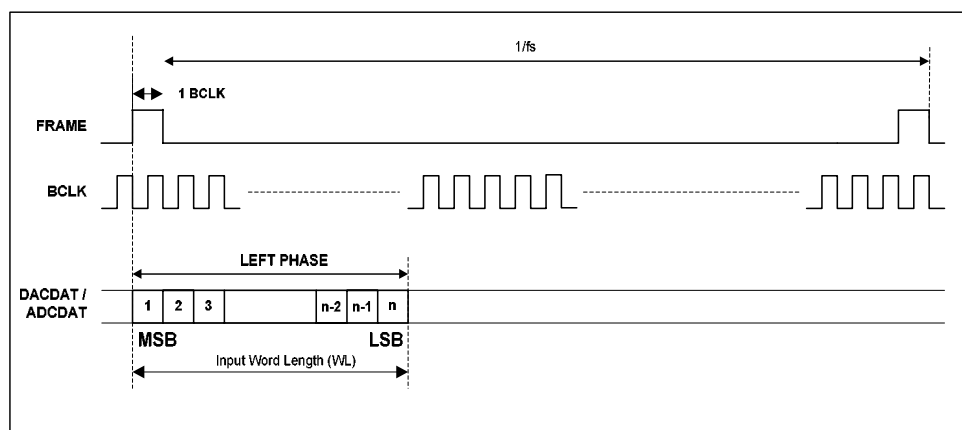 1/fs
1 BCLK
FRAME
BCLK
LEFT PHASE
DACDAT /
ADCDAT
1 2 3 n-2 n-1 n
MSB LSB
Input Word Length (WL)